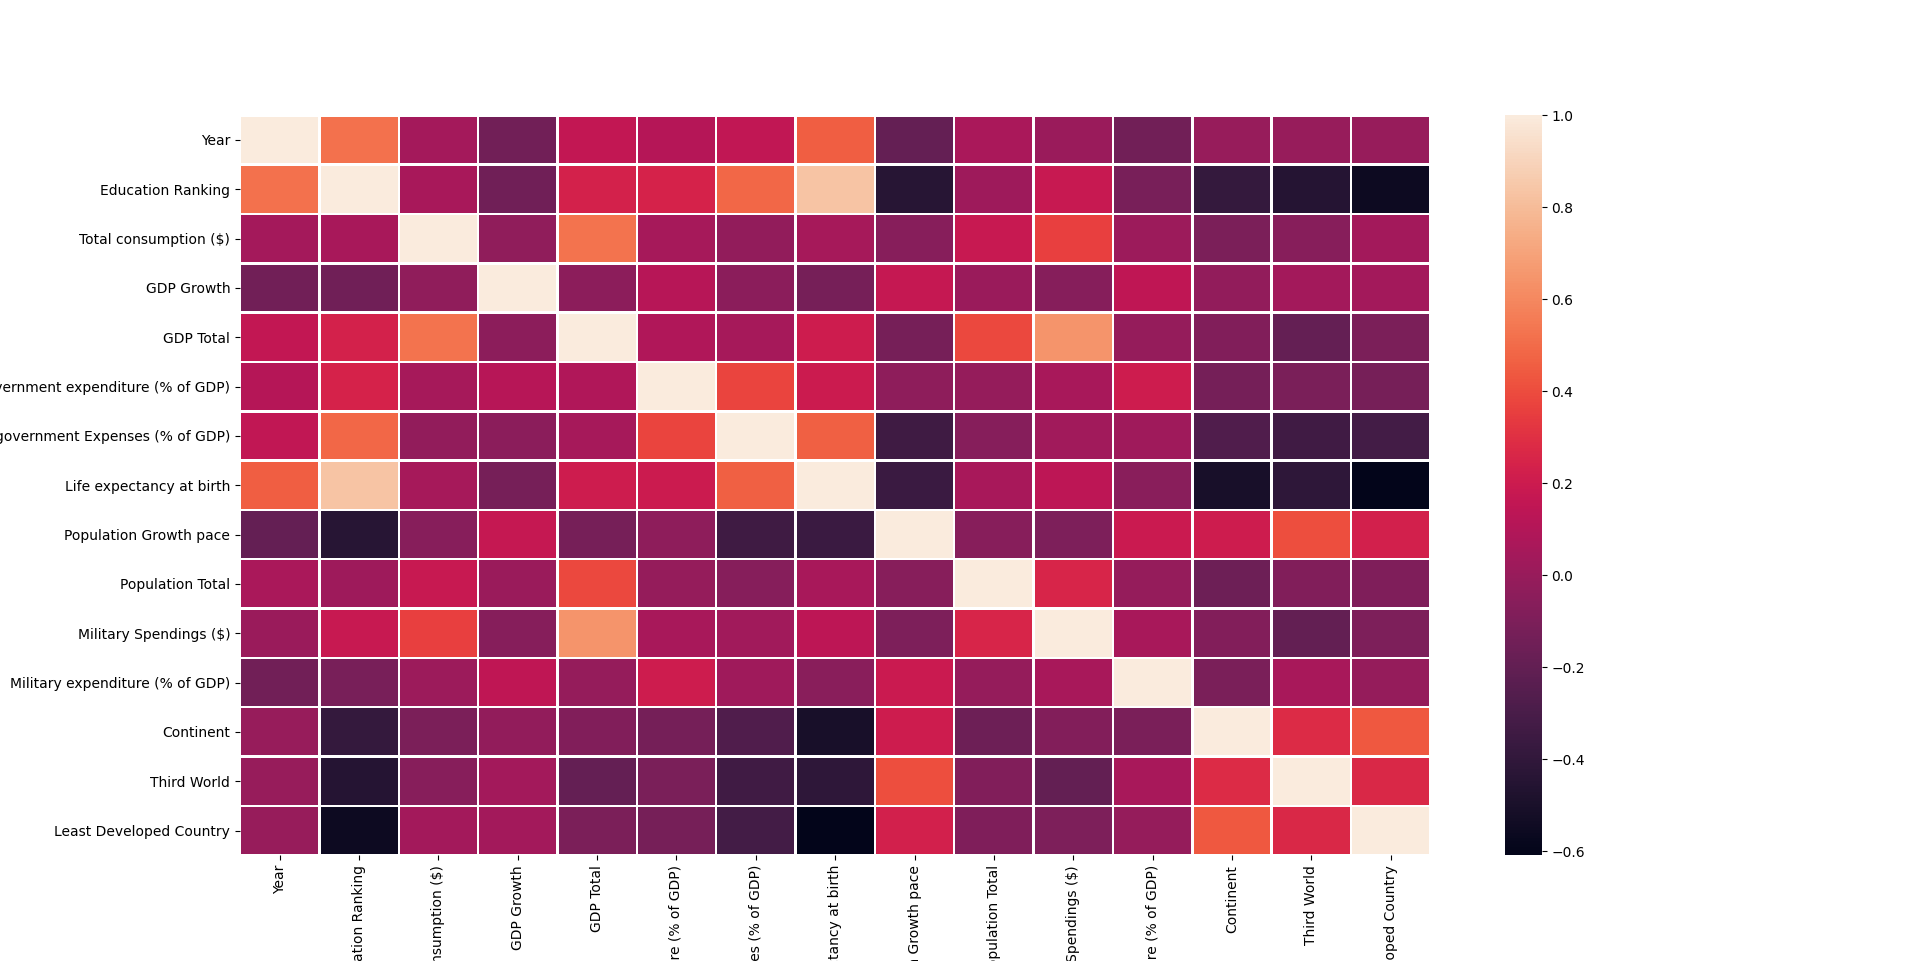 Year
Education Ranking
Total consumption ($)
GDP Growth
GDP Total
vernment expenditure (% of GDP)
government Expenses (% of GDP)
Life expectancy at birth
Population Growth pace
Population Total
Military Spendings ($)
Military expenditure (% of GDP)
Continent
Third World
Least Developed Country
Year
ation Ranking
nsumption ($)
GDP Growth
GDP Total
re (% of GDP)
es (% of GDP)
tancy at birth
Growth pace
pulation Total
Spendings ($)
re (% of GDP)
Continent
Third World
oped Country
1.0
0.8
0.6
0.4
0.2
0.0
−0.2
−0.4
−0.6